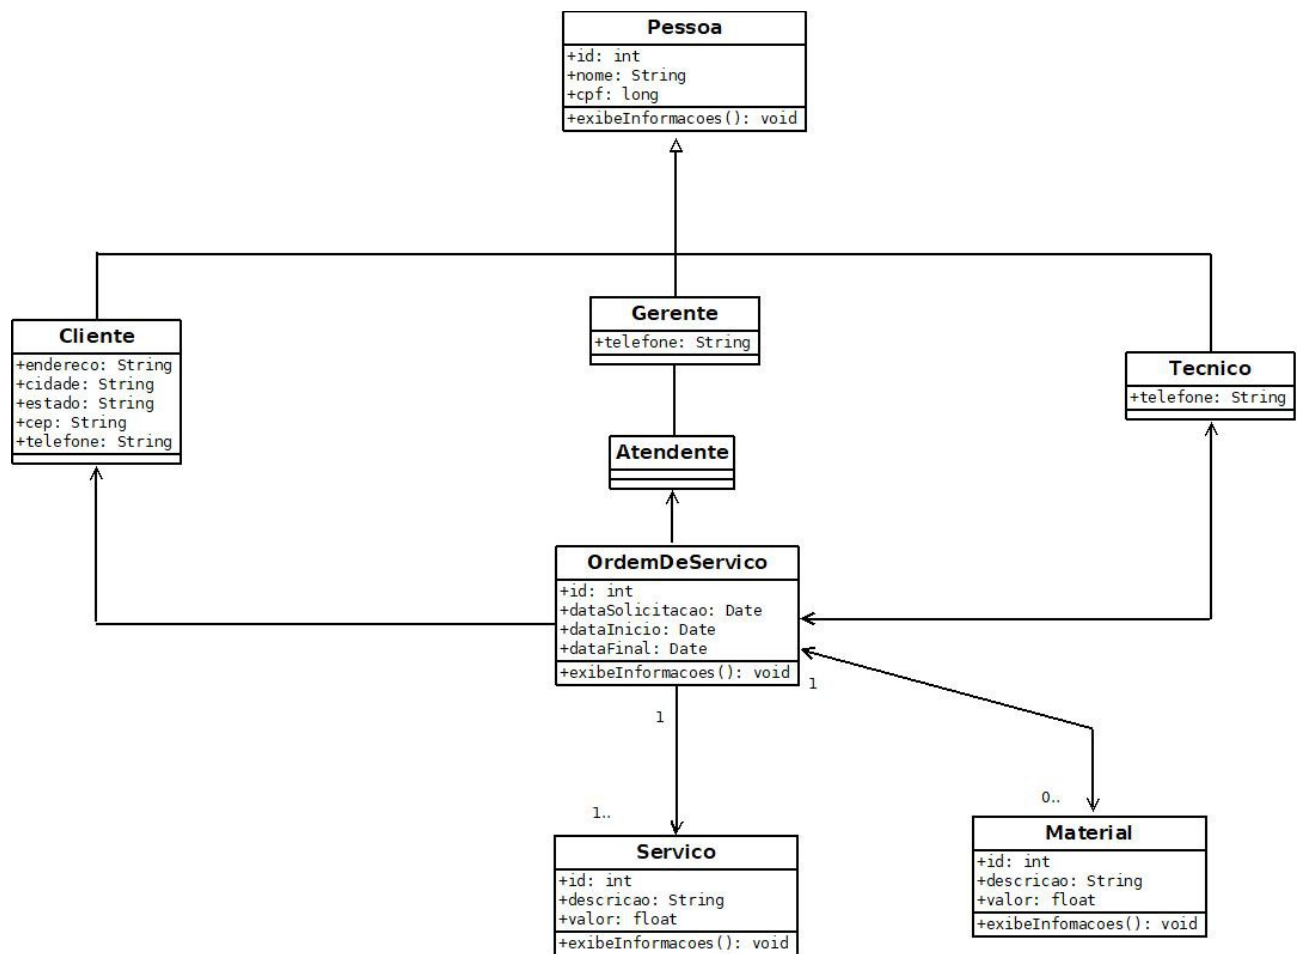 Pessoa
+id: int
+nome: String
+cpf: long
+exibeInformacoes(): void
Cliente
+endereco: String
+cidade: String
+estado: String
+cep: String
+telefone: String
Gerente
+telefone: String
Tecnico
+telefone: String
Atendente
OrdemDeServico
+id: int
+dataSolicitacao: Date
+dataInicio: Date
+dataFinal: Date
+exibeInformacoes(): void
1
1
1..
0..
Servico
+id: int
+descricao: String
+valor: float
+exibeInformacoes(): void
Material
+id: int
+descricao: String
+valor: float
+exibeInfomacoes(): void